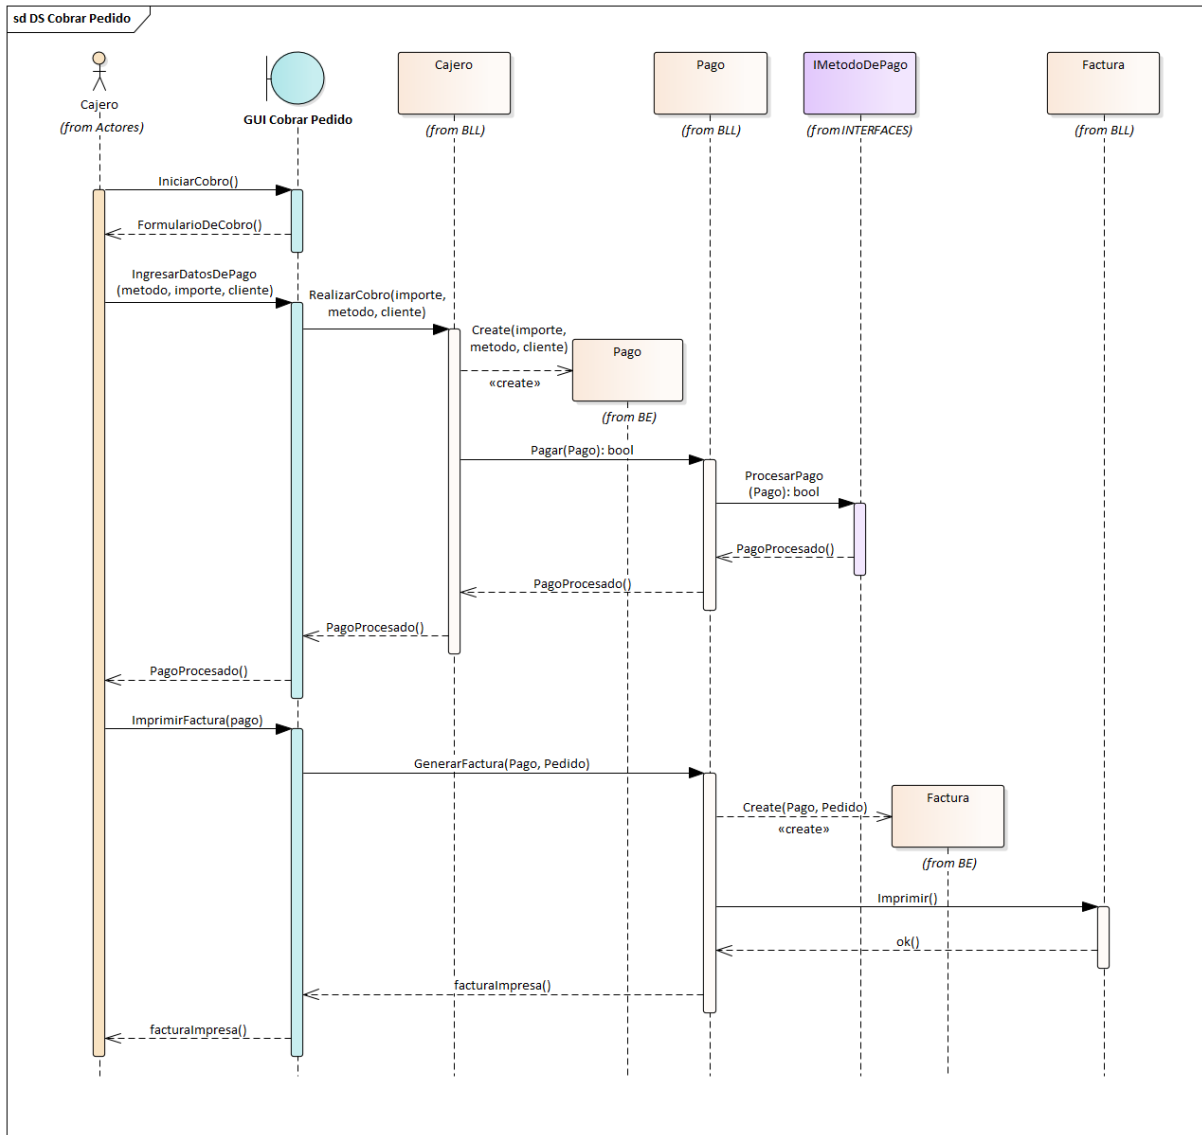 sd DS Cobrar Pedido
Cajero
(from Actores)
GUI Cobrar Pedido
Cajero
(from BLL)
Pago
(from BLL)
IMetodoDePago
(from INTERFACES)
Factura
(from BLL)
IniciarCobro()
FormularioDeCobro()
IngresarDatosDePago
(metodo, importe, cliente)
RealizarCobro(importe,
metodo, cliente)
Create(importe,
metodo, cliente)
«create»
Pago
(from BE)
Pagar(Pago): bool
ProcesarPago
(Pago): bool
PagoProcesado()
PagoProcesado()
PagoProcesado()
PagoProcesado()
ImprimirFactura(pago)
GenerarFactura(Pago, Pedido)
Create(Pago, Pedido)
«create»
Factura
(from BE)
Imprimir()
ok()
facturaImpresa()
facturaImpresa()